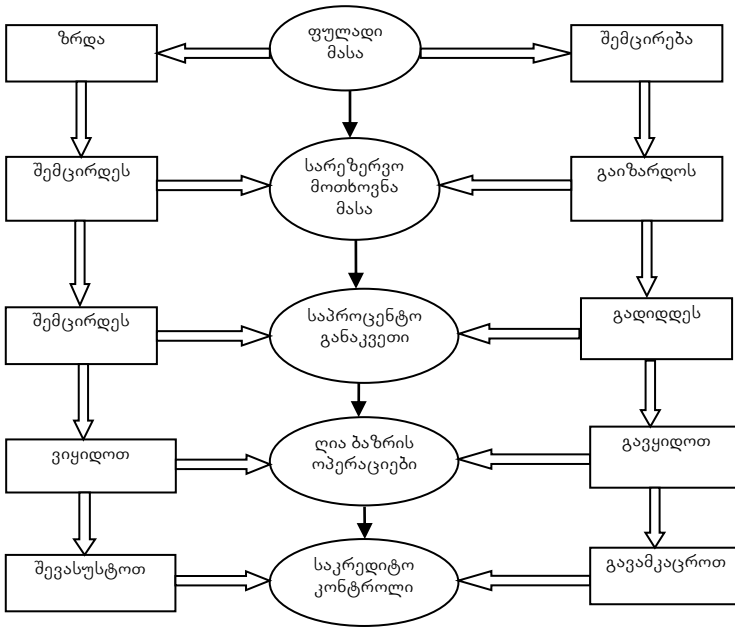 ზრდა
ფულადი
მასა
შემცირება
შემცირდეს
სარეზერვო
მოთხოვნა
მასა
გაიზარდოს
შემცირდეს
საპროცენტო
განაკვეთი
გადიდდეს
ვიყიდოთ
ღია ბაზრის
ოპერაციები
გავყიდოთ
შევასუსტოთ
საკრედიტო
კონტროლი
გავამკაცროთ